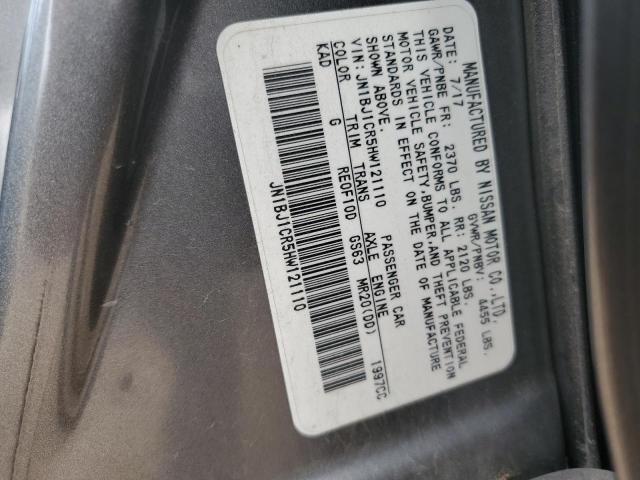 MANUFACTURED BY NISSAN MOTOR CO.,LTD.
DATE: 7/17 GVWR/PNBV: 4455 LBS.
GAWR/PNBE FR: 2370 LBS. RR: 2120 LBS.
THIS VEHICLE CONFORMS TO ALL APPLICABLE FEDERAL
MOTOR VEHICLE SAFETY,BUMPER,AND THEFT PREVENTION
STANDARDS IN EFFECT ON THE DATE OF MANUFACTURE
SHOWN ABOVE.
VIN: JN1BJ1CR5HW121110 PASSENGER CAR
COLOR TRIM TRANS AXLE ENGINE
KAD G RE0F10D GS63 MR20(DD) 1997CC
JN1BJ1CR5HW121110